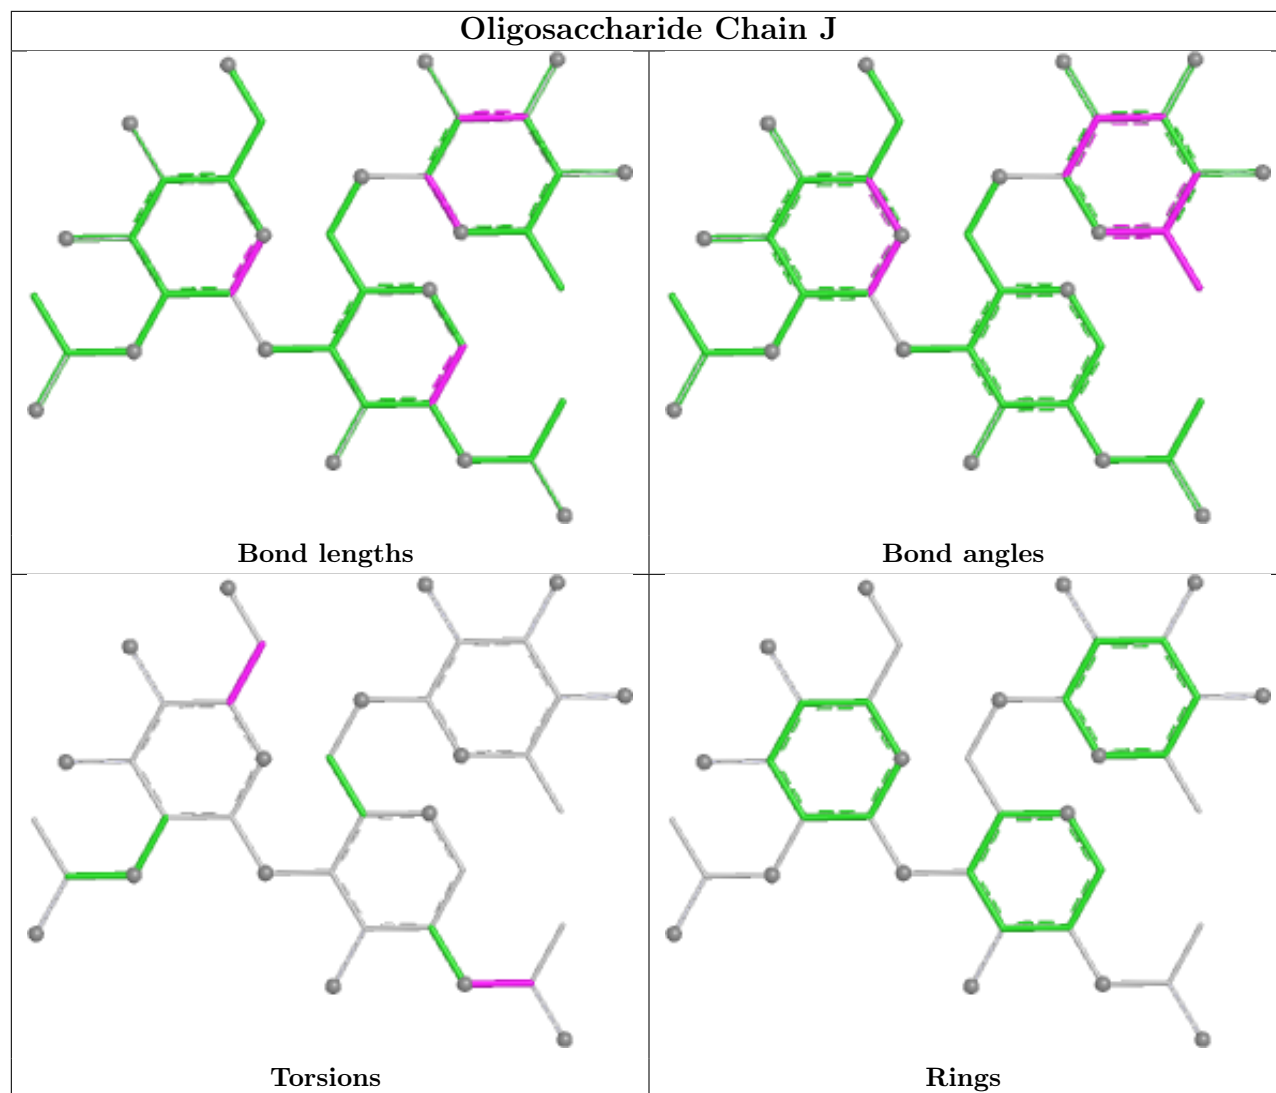 Oligosaccharide Chain J
Bond lengths
Bond angles
Torsions
Rings